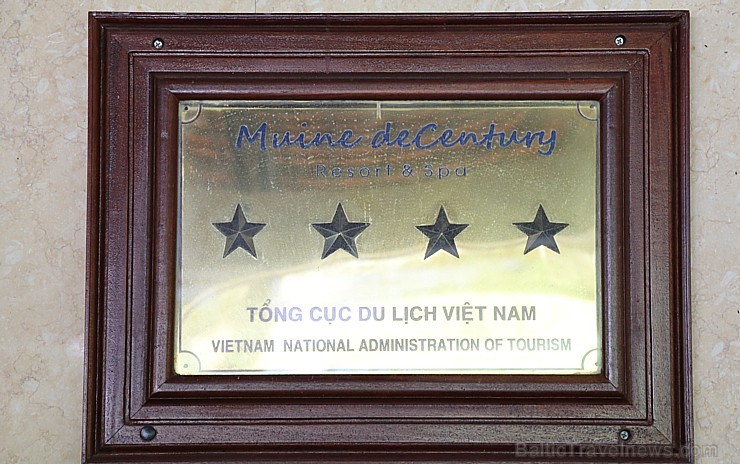 Muine deCentury
Resort & Spa
TỔNG CỤC DU LỊCH VIỆT NAM
VIETNAM NATIONAL ADMINISTRATION OF TOURISM
BalticTravelnews.com